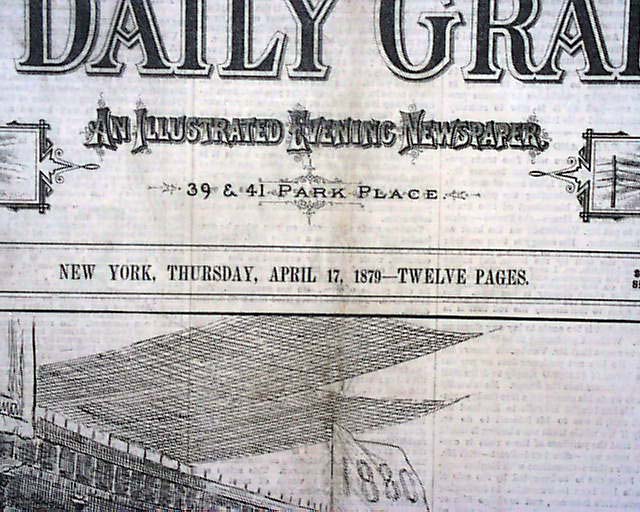 DAILY GRA
AN ILLUSTRATED EVENING NEWSPAPER.
39 & 41 PARK PLACE.
NEW YORK, THURSDAY, APRIL 17, 1879—TWELVE PAGES.
1880